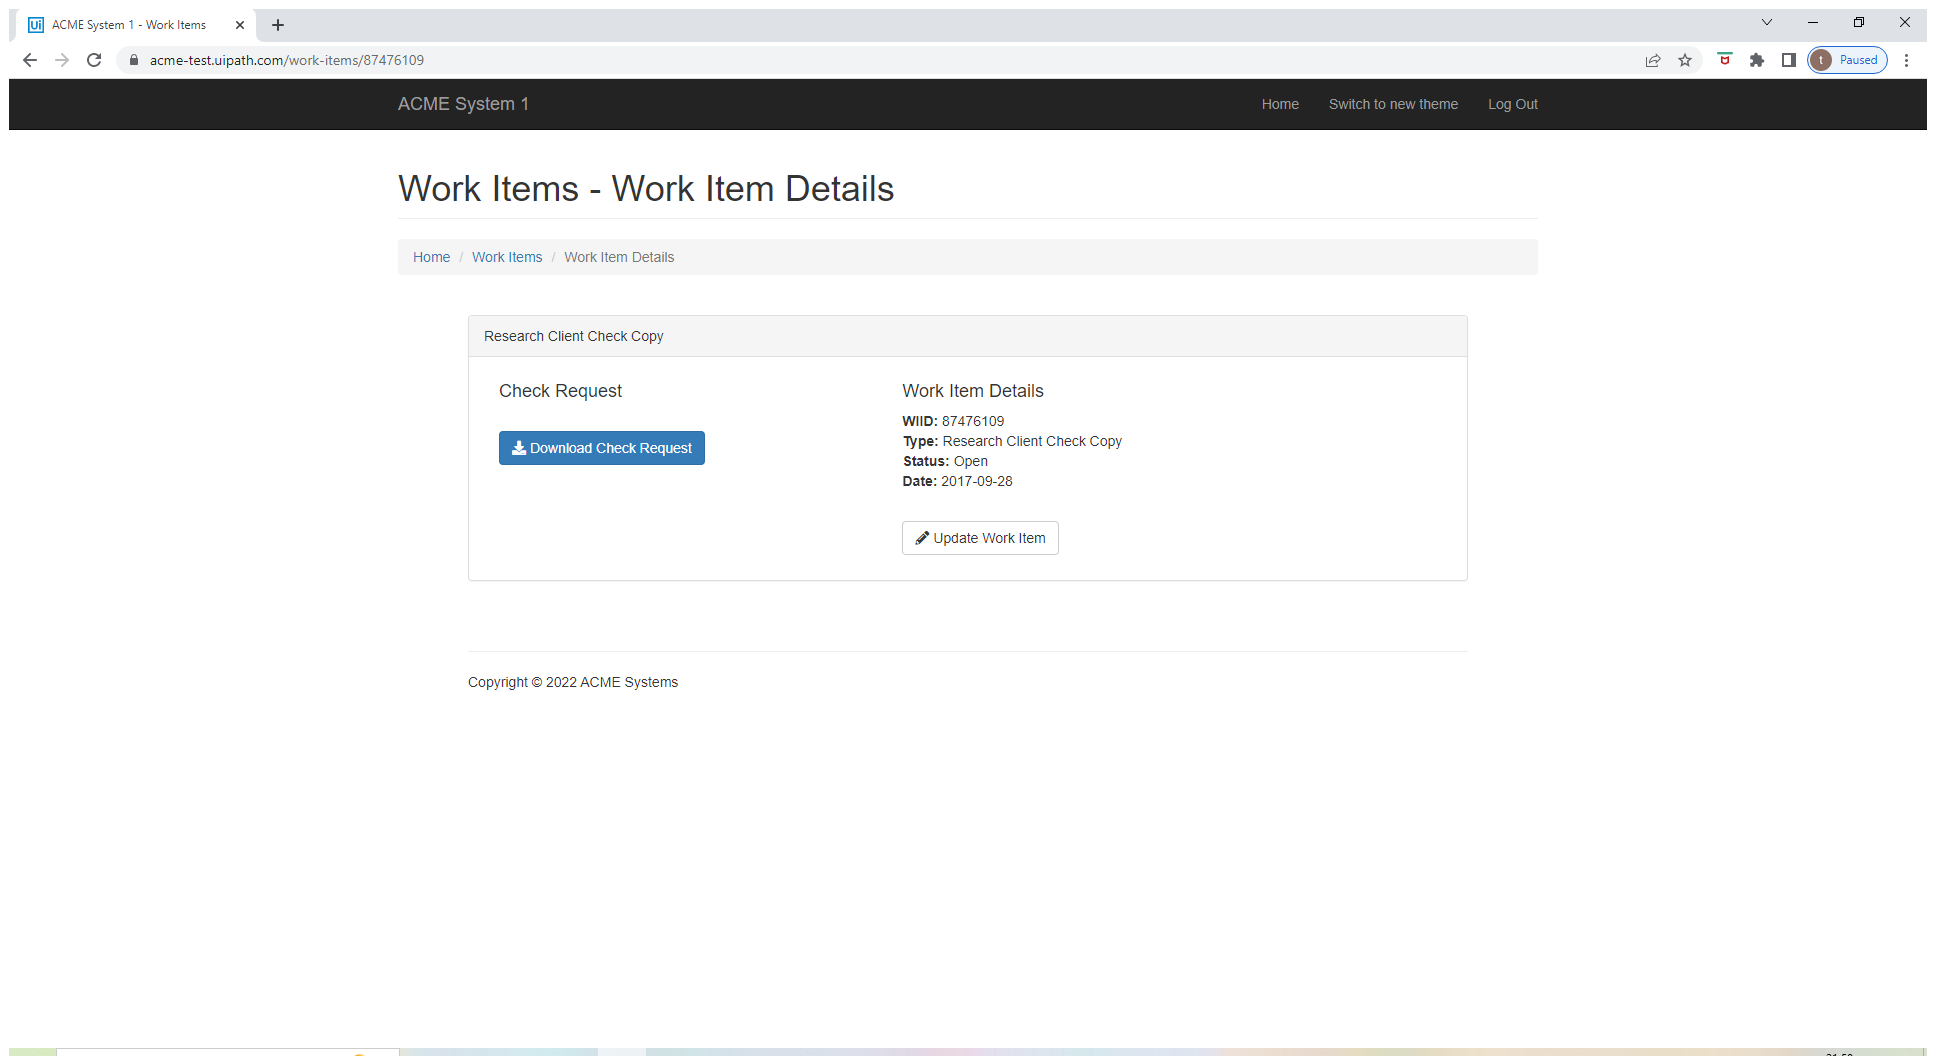 Ui ACME System 1 - Work Items
acme-test.uipath.com/work-items/87476109
t Paused
ACME System 1 Home Switch to new theme Log Out
Work Items - Work Item Details
Home / Work Items / Work Item Details
Research Client Check Copy
Check Request
Download Check Request
Work Item Details
WIID: 87476109
Type: Research Client Check Copy
Status: Open
Date: 2017-09-28
Update Work Item
Copyright © 2022 ACME Systems